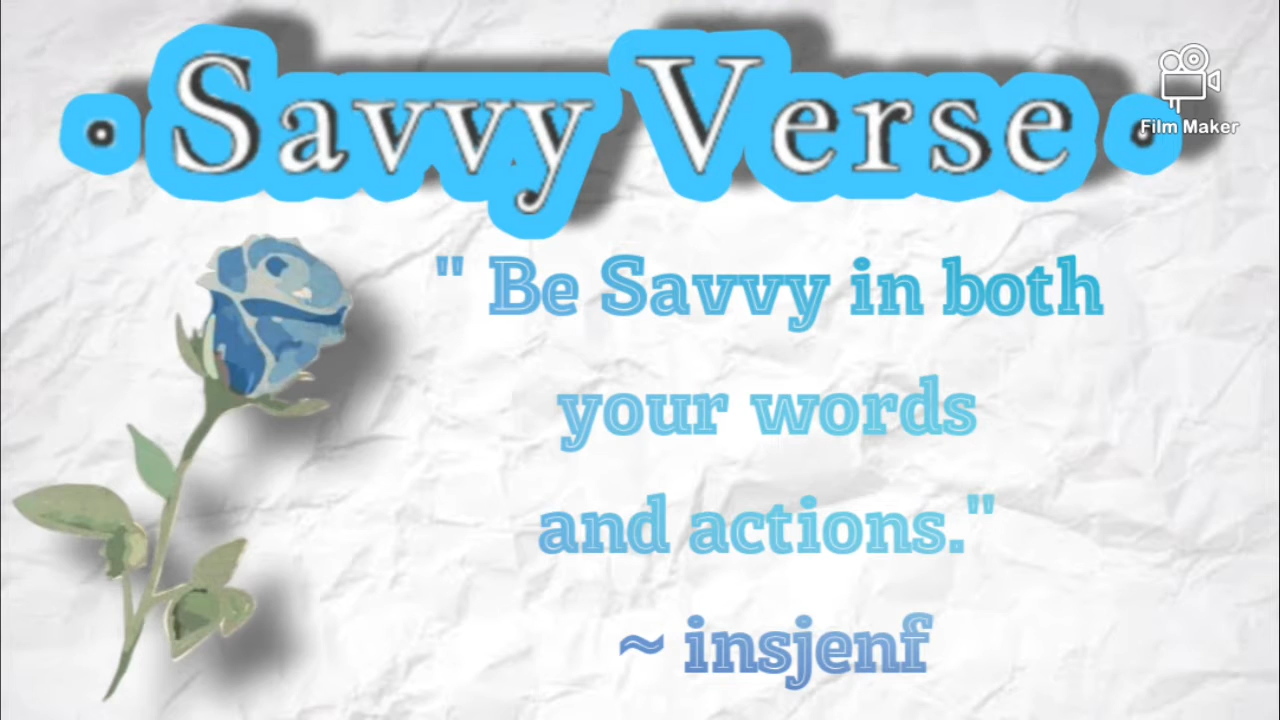 • Savvy Verse •
Film Maker
" Be Savvy in both
your words
and actions."
~ insjenf